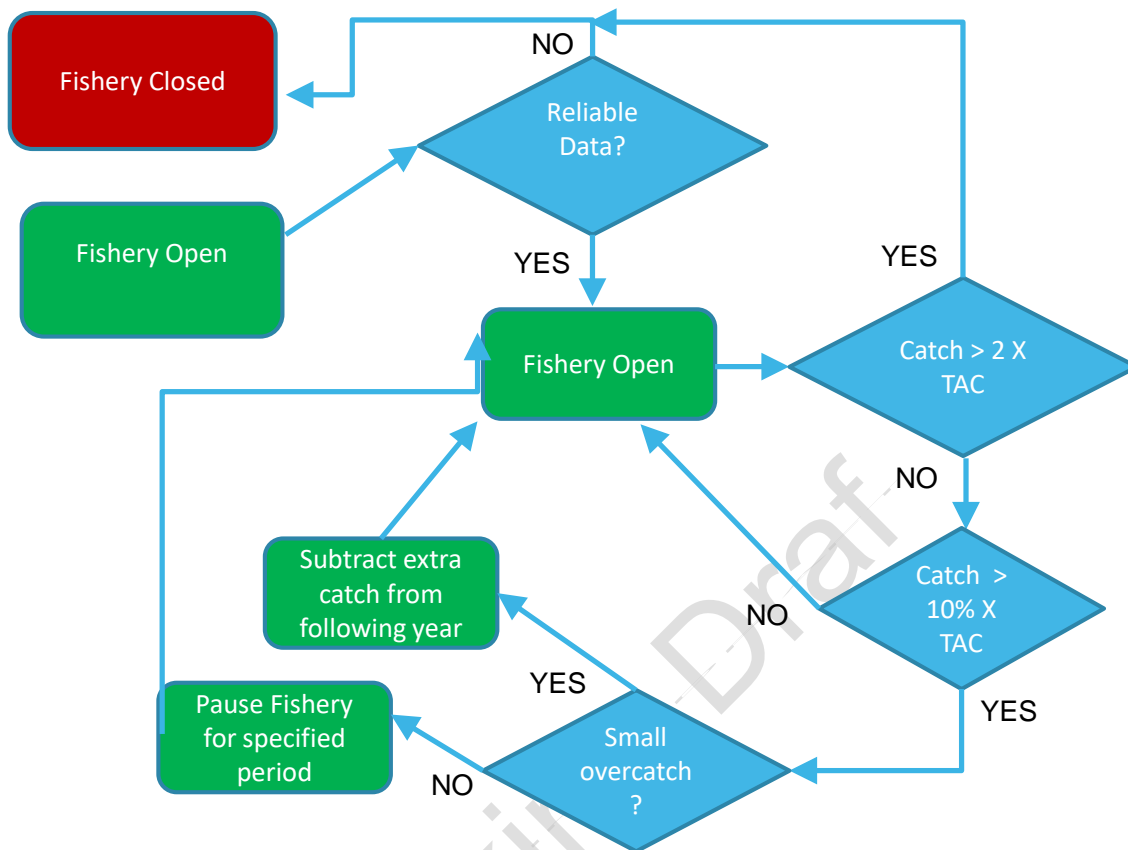 NO
Fishery Closed
Reliable
Data?
Fishery Open
YES
YES
Fishery Open
Catch > 2 X
TAC
NO
Catch >
10% X
TAC
NO
Subtract extra
catch from
following year
YES
YES
Pause Fishery
for specified
period
NO
Small
overcatch
?
Draf